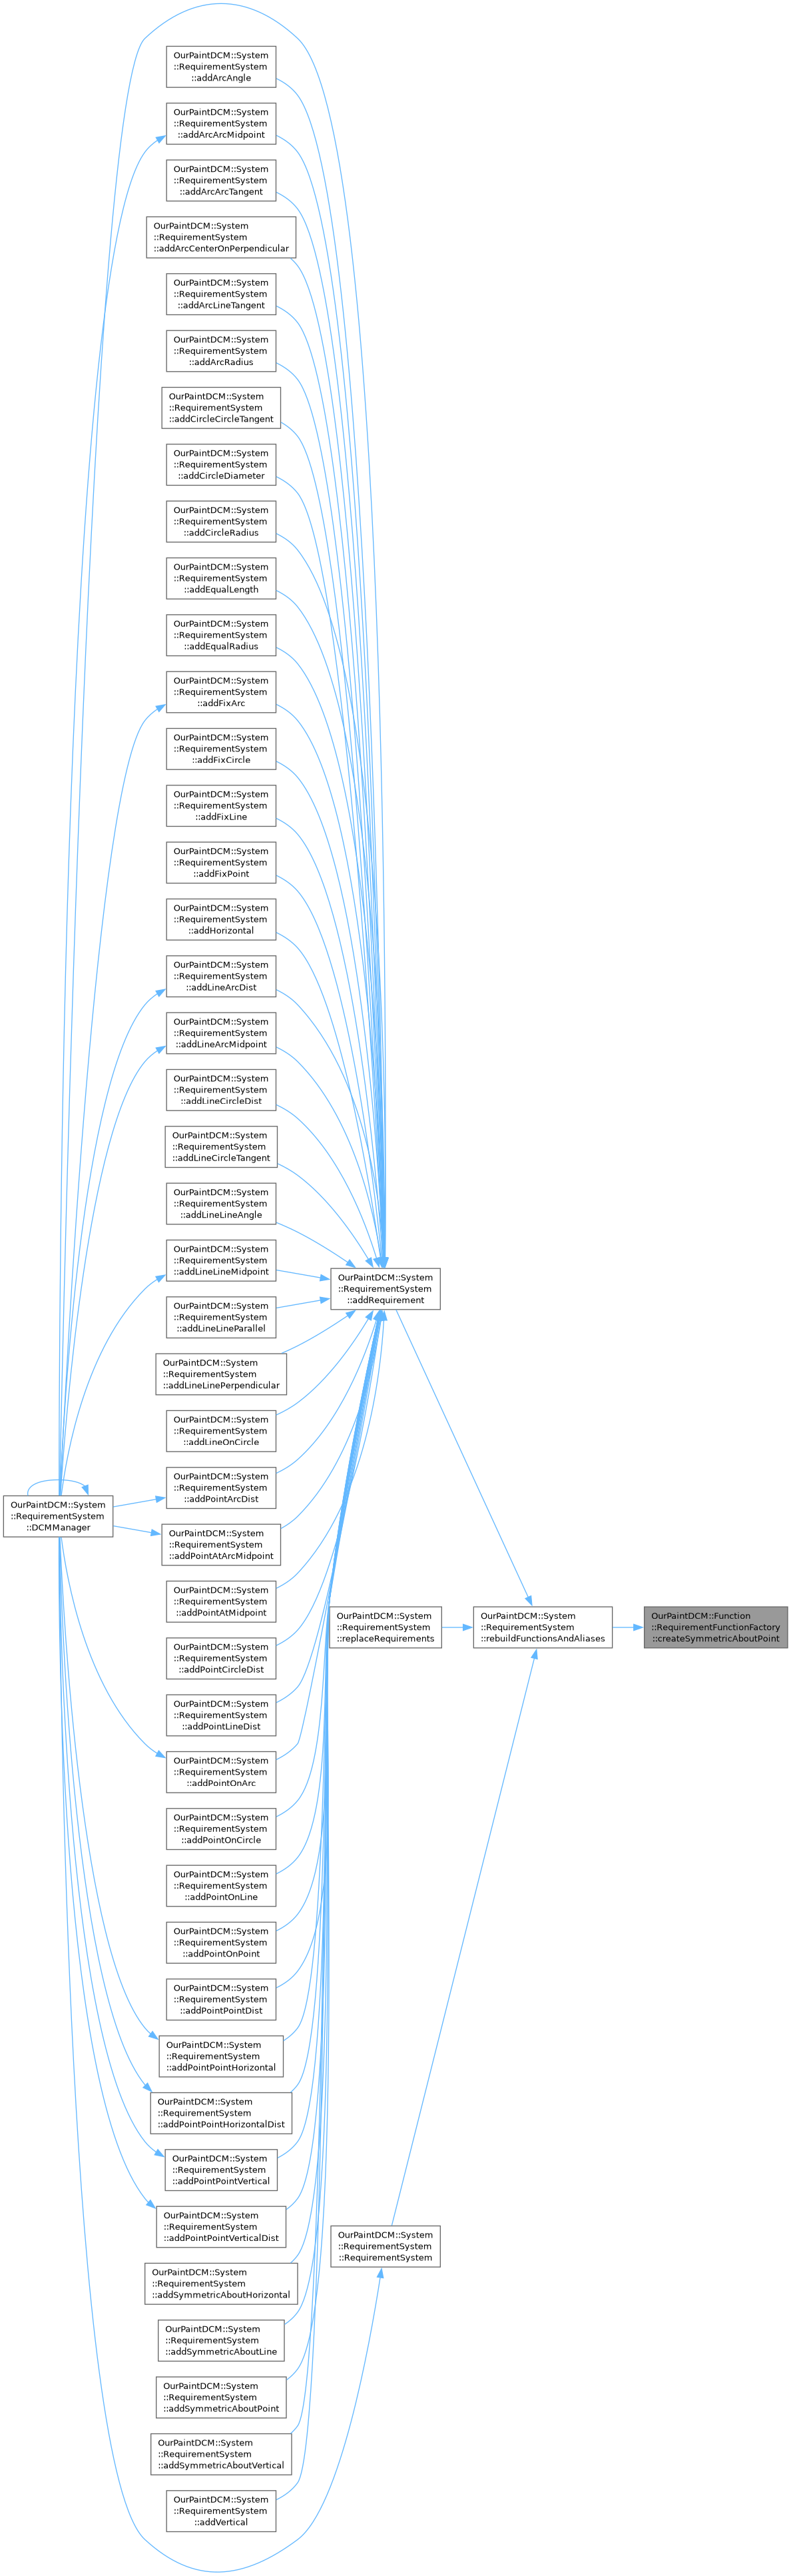 OurPaintDCM::System
::RequirementSystem
::addArcAngle
OurPaintDCM::System
::RequirementSystem
::addArcArcMidpoint
OurPaintDCM::System
::RequirementSystem
::addArcArcTangent
OurPaintDCM::System
::RequirementSystem
::addArcCenterOnPerpendicular
OurPaintDCM::System
::RequirementSystem
::addArcLineTangent
OurPaintDCM::System
::RequirementSystem
::addArcRadius
OurPaintDCM::System
::RequirementSystem
::addCircleCircleTangent
OurPaintDCM::System
::RequirementSystem
::addCircleDiameter
OurPaintDCM::System
::RequirementSystem
::addCircleRadius
OurPaintDCM::System
::RequirementSystem
::addEqualLength
OurPaintDCM::System
::RequirementSystem
::addEqualRadius
OurPaintDCM::System
::RequirementSystem
::addFixArc
OurPaintDCM::System
::RequirementSystem
::addFixCircle
OurPaintDCM::System
::RequirementSystem
::addFixLine
OurPaintDCM::System
::RequirementSystem
::addFixPoint
OurPaintDCM::System
::RequirementSystem
::addHorizontal
OurPaintDCM::System
::RequirementSystem
::addLineArcDist
OurPaintDCM::System
::RequirementSystem
::addLineArcMidpoint
OurPaintDCM::System
::RequirementSystem
::addLineCircleDist
OurPaintDCM::System
::RequirementSystem
::addLineCircleTangent
OurPaintDCM::System
::RequirementSystem
::addLineLineAngle
OurPaintDCM::System
::RequirementSystem
::addLineLineMidpoint
OurPaintDCM::System
::RequirementSystem
::addRequirement
OurPaintDCM::System
::RequirementSystem
::addLineLineParallel
OurPaintDCM::System
::RequirementSystem
::addLineLinePerpendicular
OurPaintDCM::System
::RequirementSystem
::addLineOnCircle
OurPaintDCM::System
::RequirementSystem
::addPointArcDist
OurPaintDCM::System
::RequirementSystem
::DCMManager
OurPaintDCM::System
::RequirementSystem
::addPointAtArcMidpoint
OurPaintDCM::System
::RequirementSystem
::addPointAtMidpoint
OurPaintDCM::System
::RequirementSystem
::replaceRequirements
OurPaintDCM::System
::RequirementSystem
::rebuildFunctionsAndAliases
OurPaintDCM::Function
::RequirementFunctionFactory
::createSymmetricAboutPoint
OurPaintDCM::System
::RequirementSystem
::addPointCircleDist
OurPaintDCM::System
::RequirementSystem
::addPointLineDist
OurPaintDCM::System
::RequirementSystem
::addPointOnArc
OurPaintDCM::System
::RequirementSystem
::addPointOnCircle
OurPaintDCM::System
::RequirementSystem
::addPointOnLine
OurPaintDCM::System
::RequirementSystem
::addPointOnPoint
OurPaintDCM::System
::RequirementSystem
::addPointPointDist
OurPaintDCM::System
::RequirementSystem
::addPointPointHorizontal
OurPaintDCM::System
::RequirementSystem
::addPointPointHorizontalDist
OurPaintDCM::System
::RequirementSystem
::addPointPointVertical
OurPaintDCM::System
::RequirementSystem
::addPointPointVerticalDist
OurPaintDCM::System
::RequirementSystem
::RequirementSystem
OurPaintDCM::System
::RequirementSystem
::addSymmetricAboutHorizontal
OurPaintDCM::System
::RequirementSystem
::addSymmetricAboutLine
OurPaintDCM::System
::RequirementSystem
::addSymmetricAboutPoint
OurPaintDCM::System
::RequirementSystem
::addSymmetricAboutVertical
OurPaintDCM::System
::RequirementSystem
::addVertical